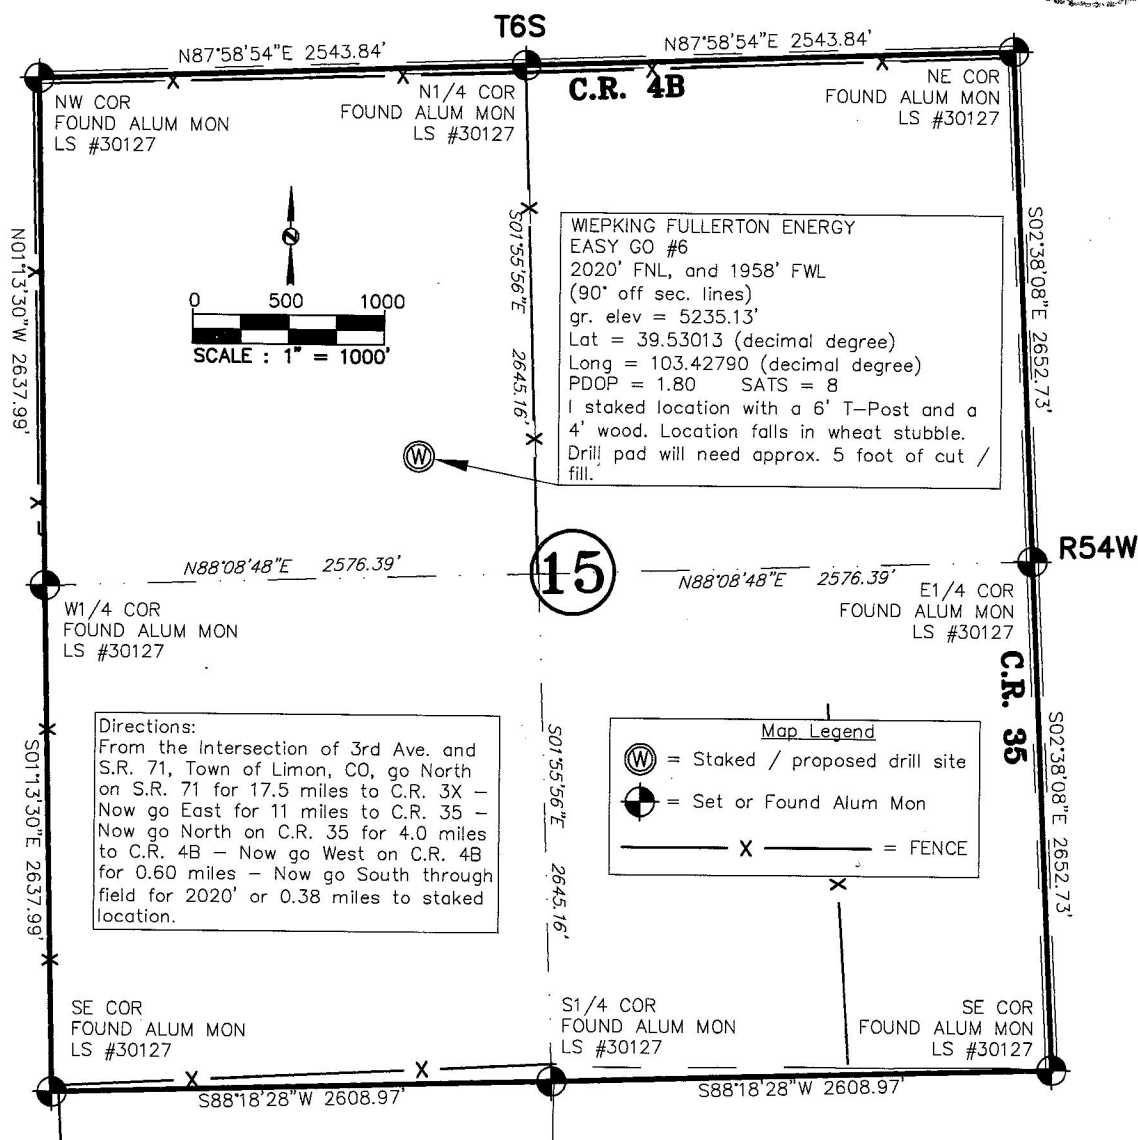 T6S
N87°58'54"E 2543.84'
N87°58'54"E 2543.84'
C.R. 4B
NW COR
FOUND ALUM MON
LS #30127
N1/4 COR
FOUND ALUM MON
LS #30127
NE COR
FOUND ALUM MON
LS #30127
N01°13'30"W 2637.99'
S01°55'56"E 2645.16'
S02°38'08"E 2652.73'
N
0 500 1000
SCALE : 1" = 1000'
WIEPKING FULLERTON ENERGY
EASY GO #6
2020' FNL, and 1958' FWL
(90° off sec. lines)
gr. elev = 5235.13'
Lat = 39.53013 (decimal degree)
Long = 103.42790 (decimal degree)
PDOP = 1.80 SATS = 8
I staked location with a 6' T-Post and a
4' wood. Location falls in wheat stubble.
Drill pad will need approx. 5 foot of cut /
fill.
W
15
R54W
N88°08'48"E 2576.39'
N88°08'48"E 2576.39'
W1/4 COR
FOUND ALUM MON
LS #30127
E1/4 COR
FOUND ALUM MON
LS #30127
C.R. 35
S01°13'30"E 2637.99'
S01°55'56"E 2645.16'
S02°38'08"E 2652.73'
Directions:
From the Intersection of 3rd Ave. and
S.R. 71, Town of Limon, CO, go North
on S.R. 71 for 17.5 miles to C.R. 3X –
Now go East for 11 miles to C.R. 35 –
Now go North on C.R. 35 for 4.0 miles
to C.R. 4B – Now go West on C.R. 4B
for 0.60 miles – Now go South through
field for 2020' or 0.38 miles to staked
location.
Map Legend
W = Staked / proposed drill site
= Set or Found Alum Mon
X = FENCE
SE COR
FOUND ALUM MON
LS #30127
S1/4 COR
FOUND ALUM MON
LS #30127
SE COR
FOUND ALUM MON
LS #30127
S88°18'28"W 2608.97'
S88°18'28"W 2608.97'